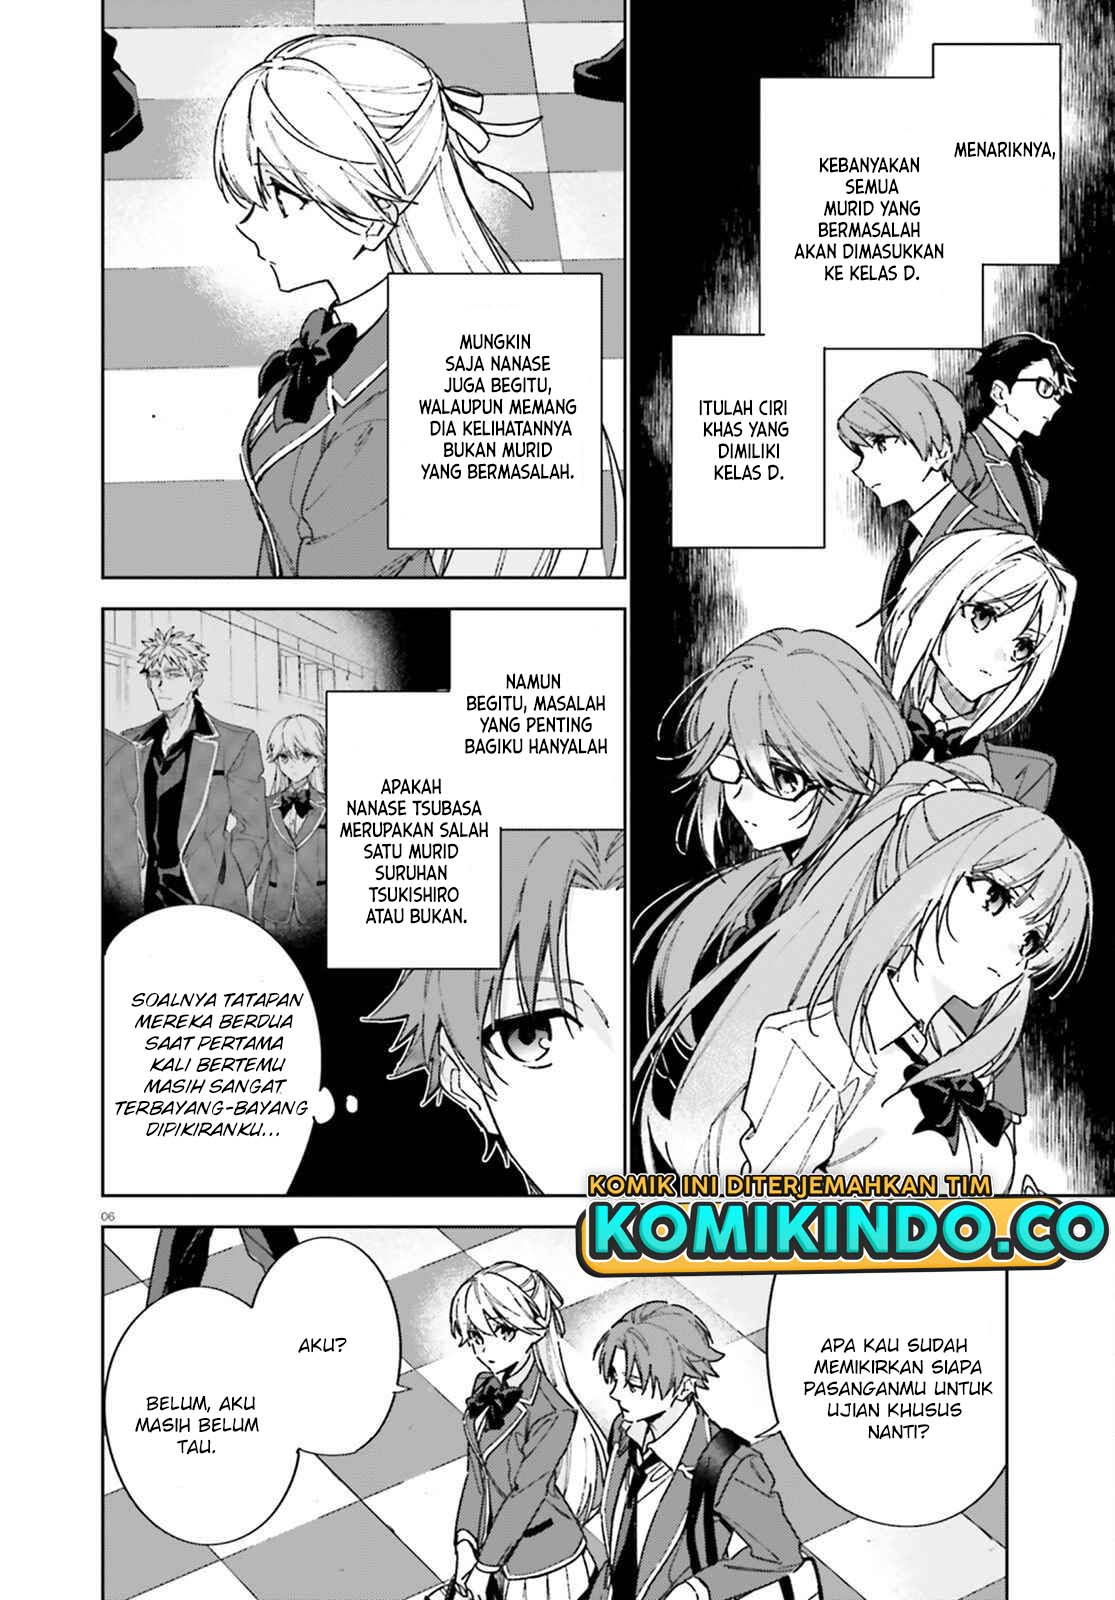 MENARIKNYA,
KEBANYAKAN
SEMUA
MURID YANG
BERMASALAH
AKAN DIMASUKKAN
KE KELAS D.
ITULAH CIRI
KHAS YANG
DIMILIKI
KELAS D.
MUNGKIN
SAJA NANASE
JUGA BEGITU,
WALAUPUN MEMANG
DIA KELIHATANNYA
BUKAN MURID
YANG BERMASALAH.
NAMUN
BEGITU, MASALAH
YANG PENTING
BAGIKU HANYALAH
APAKAH
NANASE TSUBASA
MERUPAKAN SALAH
SATU MURID
SURUHAN
TSUKISHIRO
ATAU BUKAN.
SOALNYA TATAPAN
MEREKA BERDUA
SAAT PERTAMA
KALI BERTEMU
MASIH SANGAT
TERBAYANG-BAYANG
DIPIKIRANKU...
06
KOMIK INI DITERJEMAHKAN TIM
KOMIKINDO.CO
APA KAU SUDAH
MEMIKIRKAN SIAPA
PASANGANMU UNTUK
UJIAN KHUSUS
NANTI?
AKU?
BELUM, AKU
MASIH BELUM
TAU.